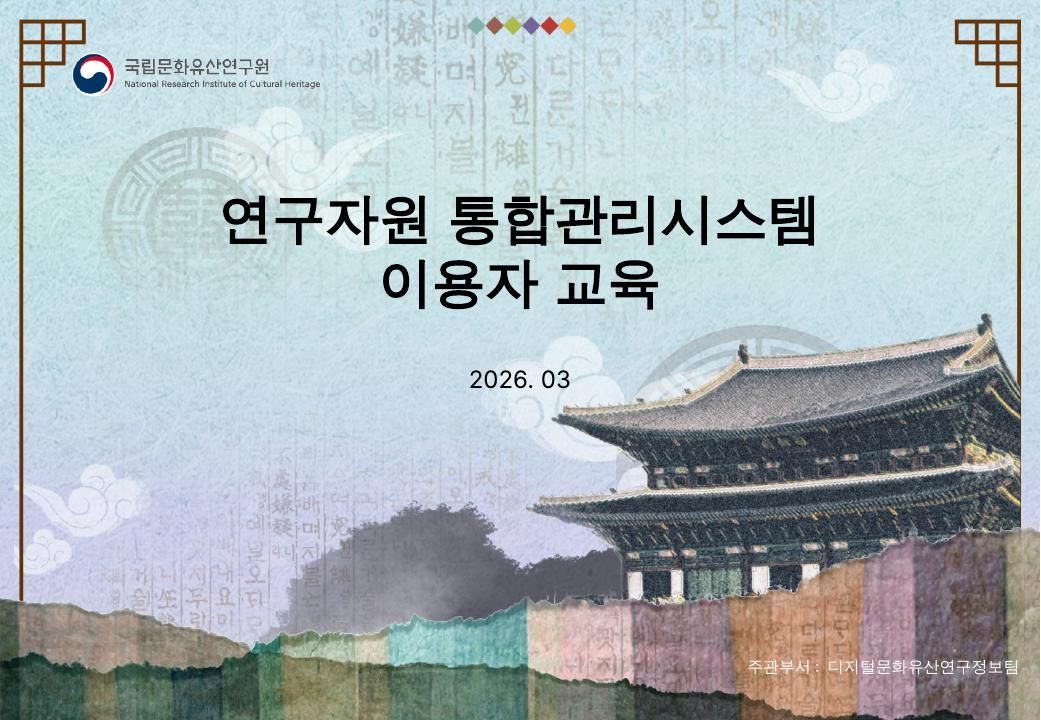 국립문화유산연구원
National Research Institute of Cultural Heritage
연구자원 통합관리시스템
이용자 교육
2026. 03
주관부서 : 디지털문화유산연구정보팀